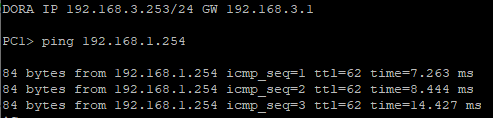 DORA IP 192.168.3.253/24 GW 192.168.3.1
PC1> ping 192.168.1.254
84 bytes from 192.168.1.254 icmp_seq=1 ttl=62 time=7.263 ms
84 bytes from 192.168.1.254 icmp_seq=2 ttl=62 time=8.444 ms
84 bytes from 192.168.1.254 icmp_seq=3 ttl=62 time=14.427 ms